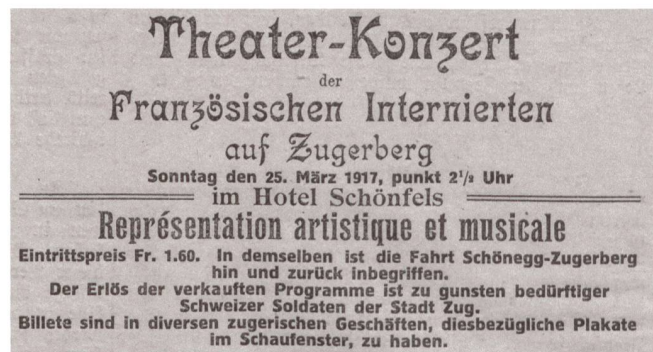 Theater-Konzert
der
Französischen Internierten
auf Zugerberg
Sonntag den 25. März 1917, punkt 2¹/₂ Uhr
im Hotel Schönfels
Représentation artistique et musicale
Eintrittspreis Fr. 1.60. In demselben ist die Fahrt Schönegg-Zugerberg
hin und zurück inbegriffen.
Der Erlös der verkauften Programme ist zu gunsten bedürftiger
Schweizer Soldaten der Stadt Zug.
Billete sind in diversen zugerischen Geschäften, diesbezügliche Plakate
im Schaufenster, zu haben.